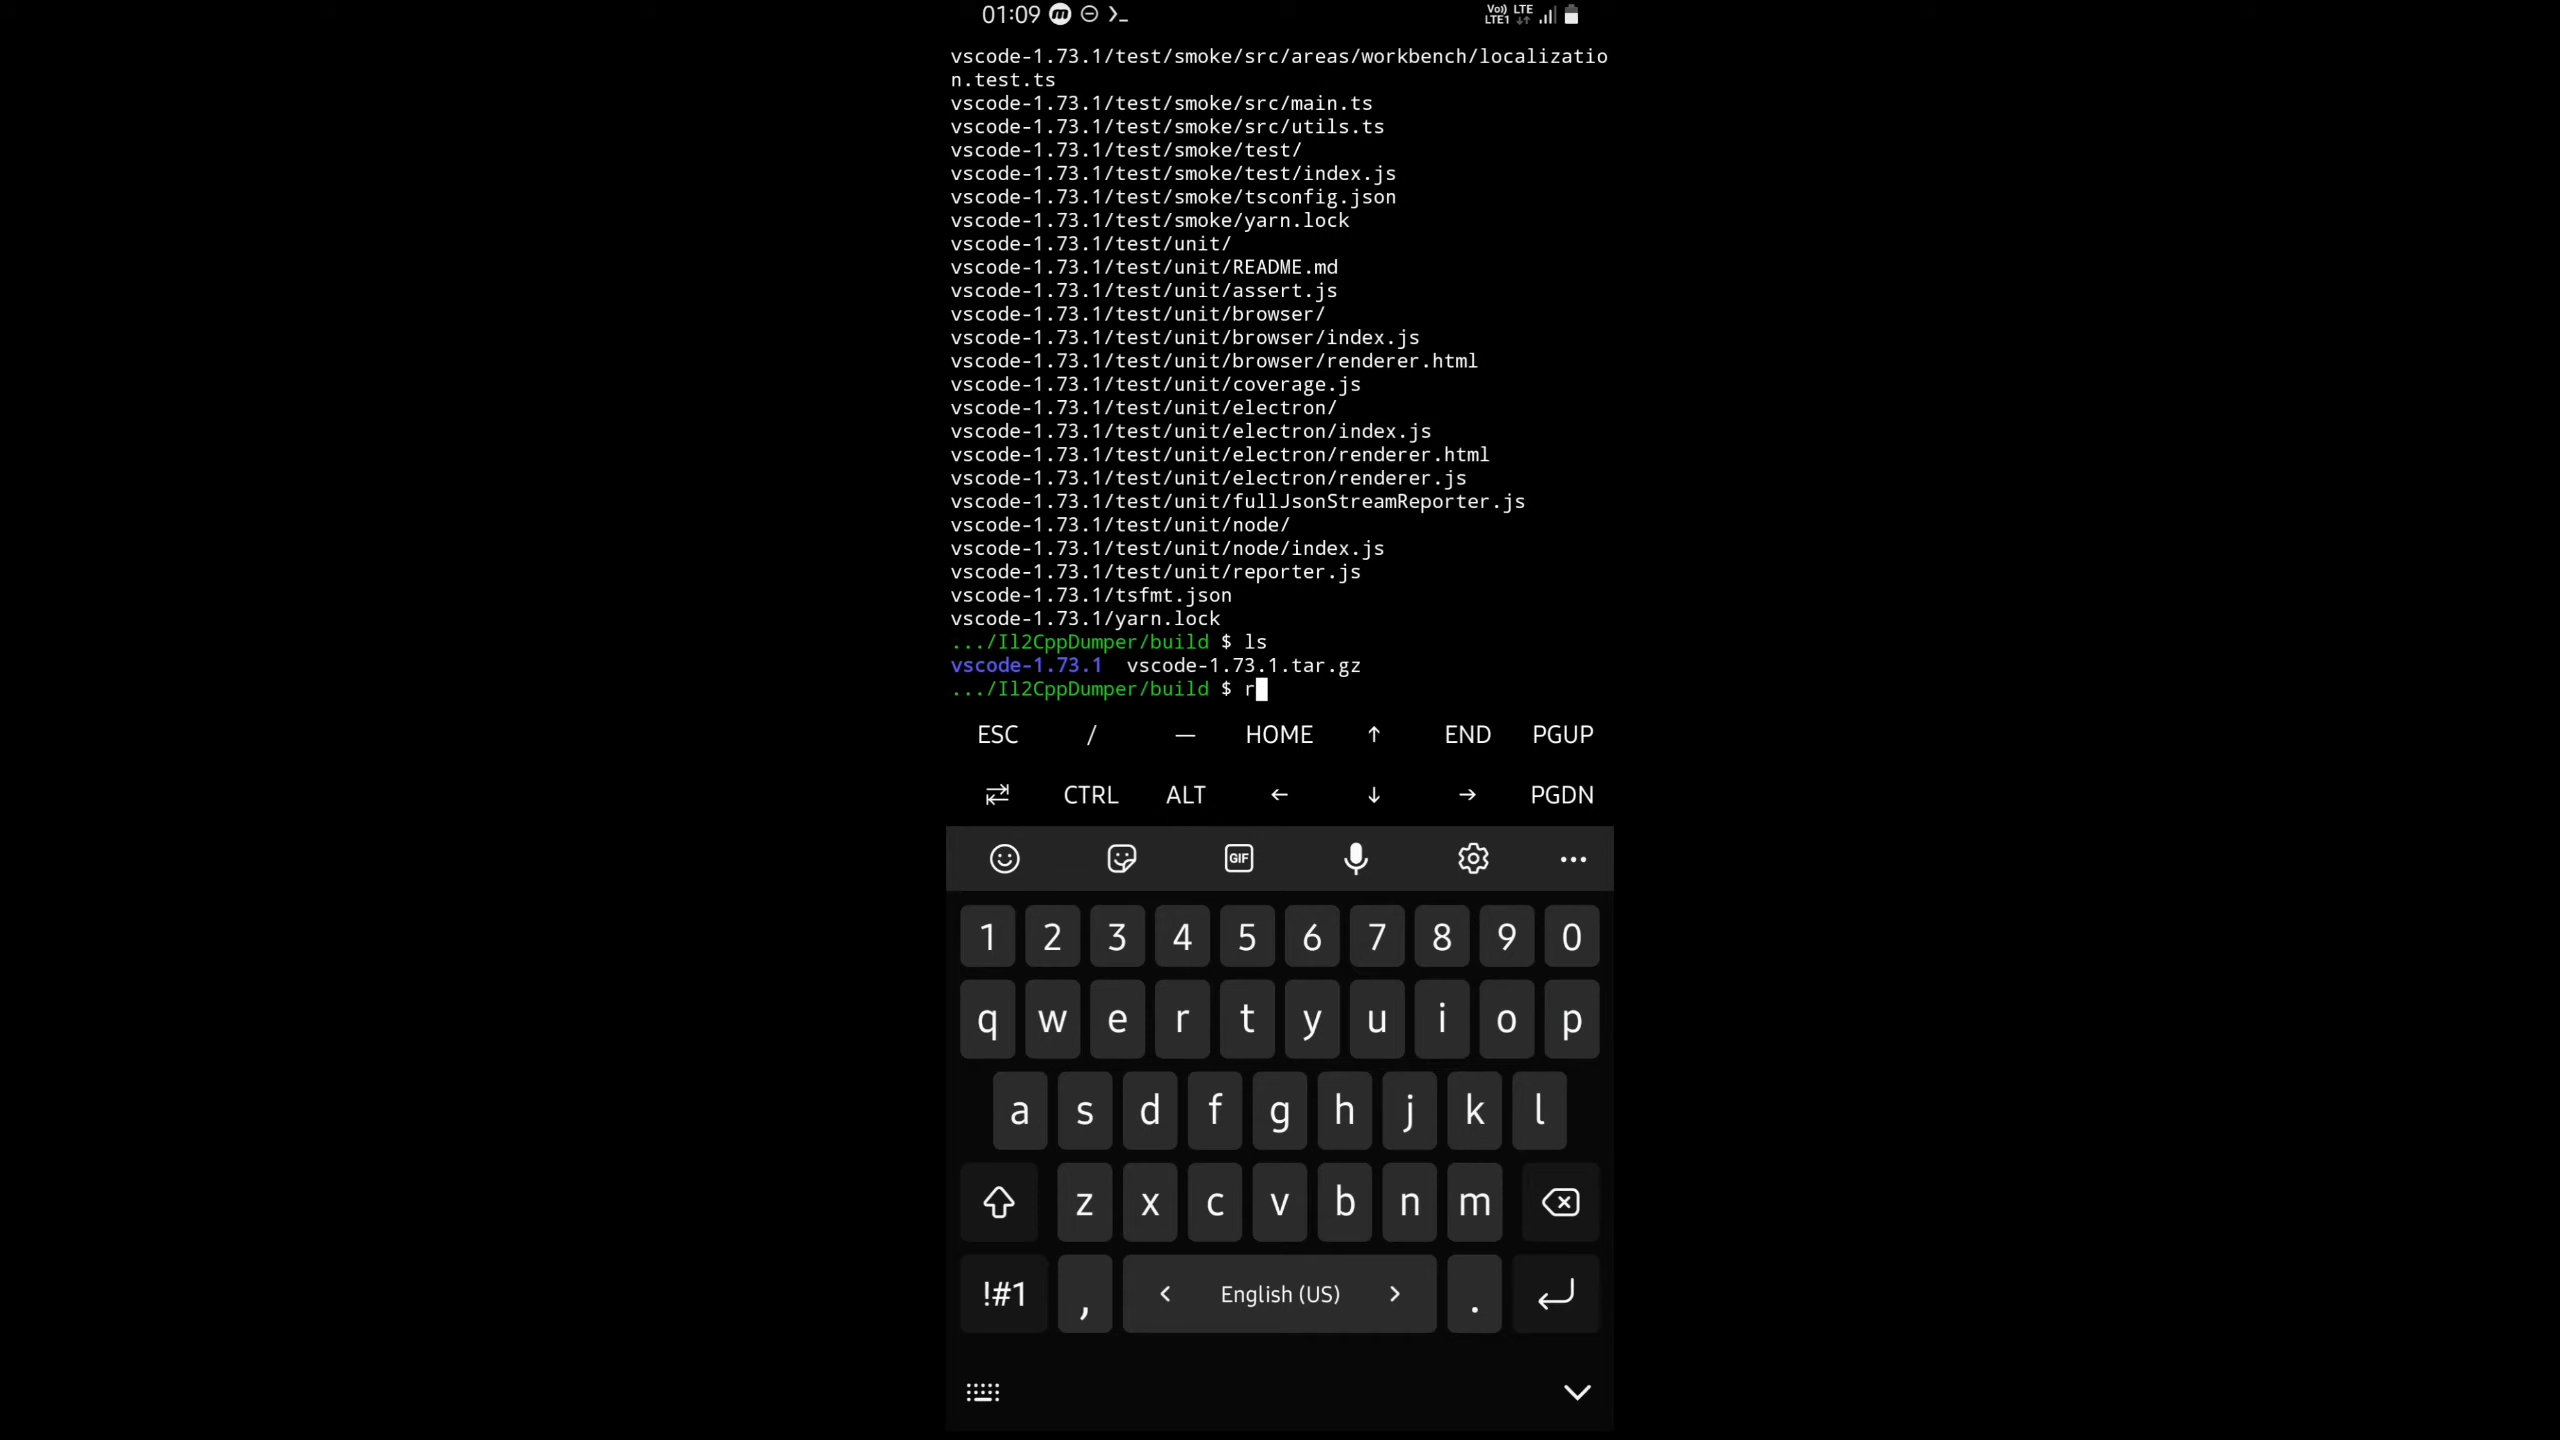 01:09 Vo) LTE
LTE1
vscode-1.73.1/test/smoke/src/areas/workbench/localizatio
n.test.ts
vscode-1.73.1/test/smoke/src/main.ts
vscode-1.73.1/test/smoke/src/utils.ts
vscode-1.73.1/test/smoke/test/
vscode-1.73.1/test/smoke/test/index.js
vscode-1.73.1/test/smoke/tsconfig.json
vscode-1.73.1/test/smoke/yarn.lock
vscode-1.73.1/test/unit/
vscode-1.73.1/test/unit/README.md
vscode-1.73.1/test/unit/assert.js
vscode-1.73.1/test/unit/browser/
vscode-1.73.1/test/unit/browser/index.js
vscode-1.73.1/test/unit/browser/renderer.html
vscode-1.73.1/test/unit/coverage.js
vscode-1.73.1/test/unit/electron/
vscode-1.73.1/test/unit/electron/index.js
vscode-1.73.1/test/unit/electron/renderer.html
vscode-1.73.1/test/unit/electron/renderer.js
vscode-1.73.1/test/unit/fullJsonStreamReporter.js
vscode-1.73.1/test/unit/node/
vscode-1.73.1/test/unit/node/index.js
vscode-1.73.1/test/unit/reporter.js
vscode-1.73.1/tsfmt.json
vscode-1.73.1/yarn.lock
.../Il2CppDumper/build $ ls
vscode-1.73.1 vscode-1.73.1.tar.gz
.../Il2CppDumper/build $ r
ESC / — HOME ↑ END PGUP
⇄ CTRL ALT ← ↓ → PGDN
GIF
1 2 3 4 5 6 7 8 9 0
q w e r t y u i o p
a s d f g h j k l
z x c v b n m
!#1 , < English (US) > .